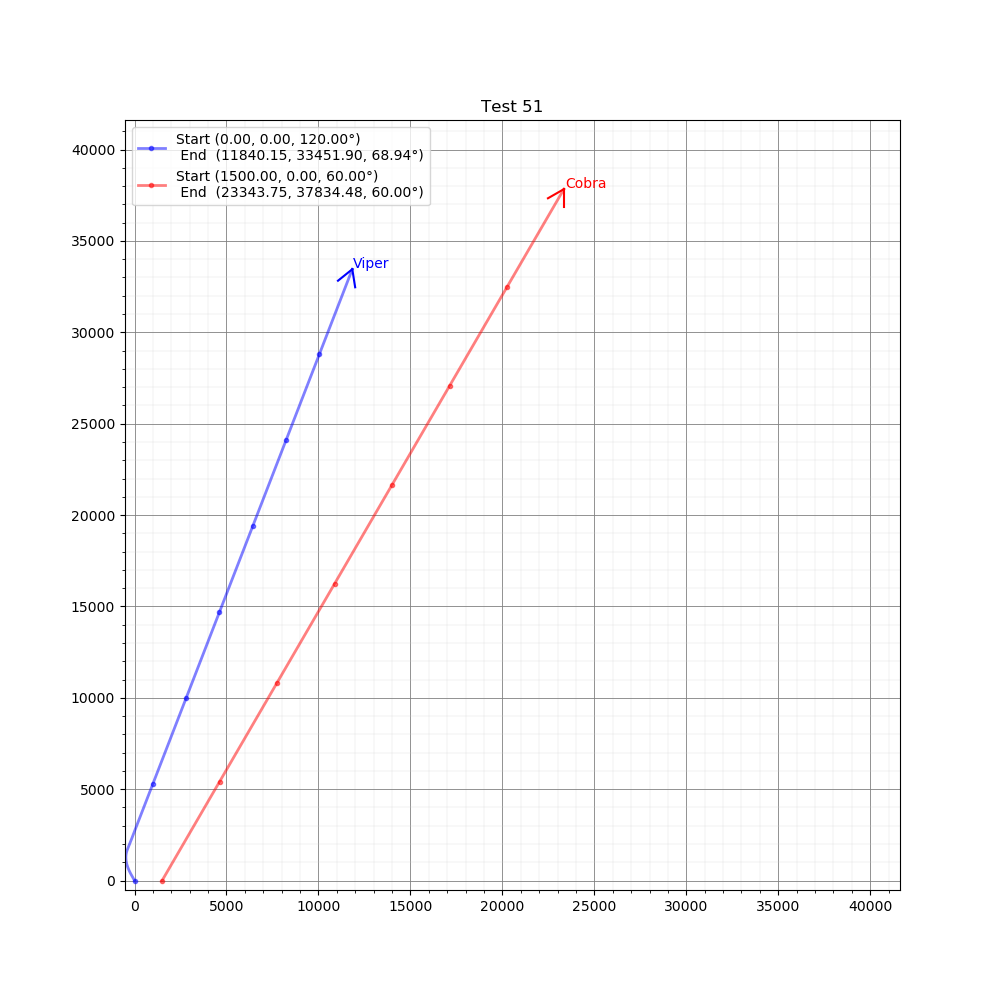 Test 51
Start (0.00, 0.00, 120.00°)
End  (11840.15, 33451.90, 68.94°)
Start (1500.00, 0.00, 60.00°)
End  (23343.75, 37834.48, 60.00°)
Cobra
Viper
40000
35000
30000
25000
20000
15000
10000
5000
0
0 5000 10000 15000 20000 25000 30000 35000 40000